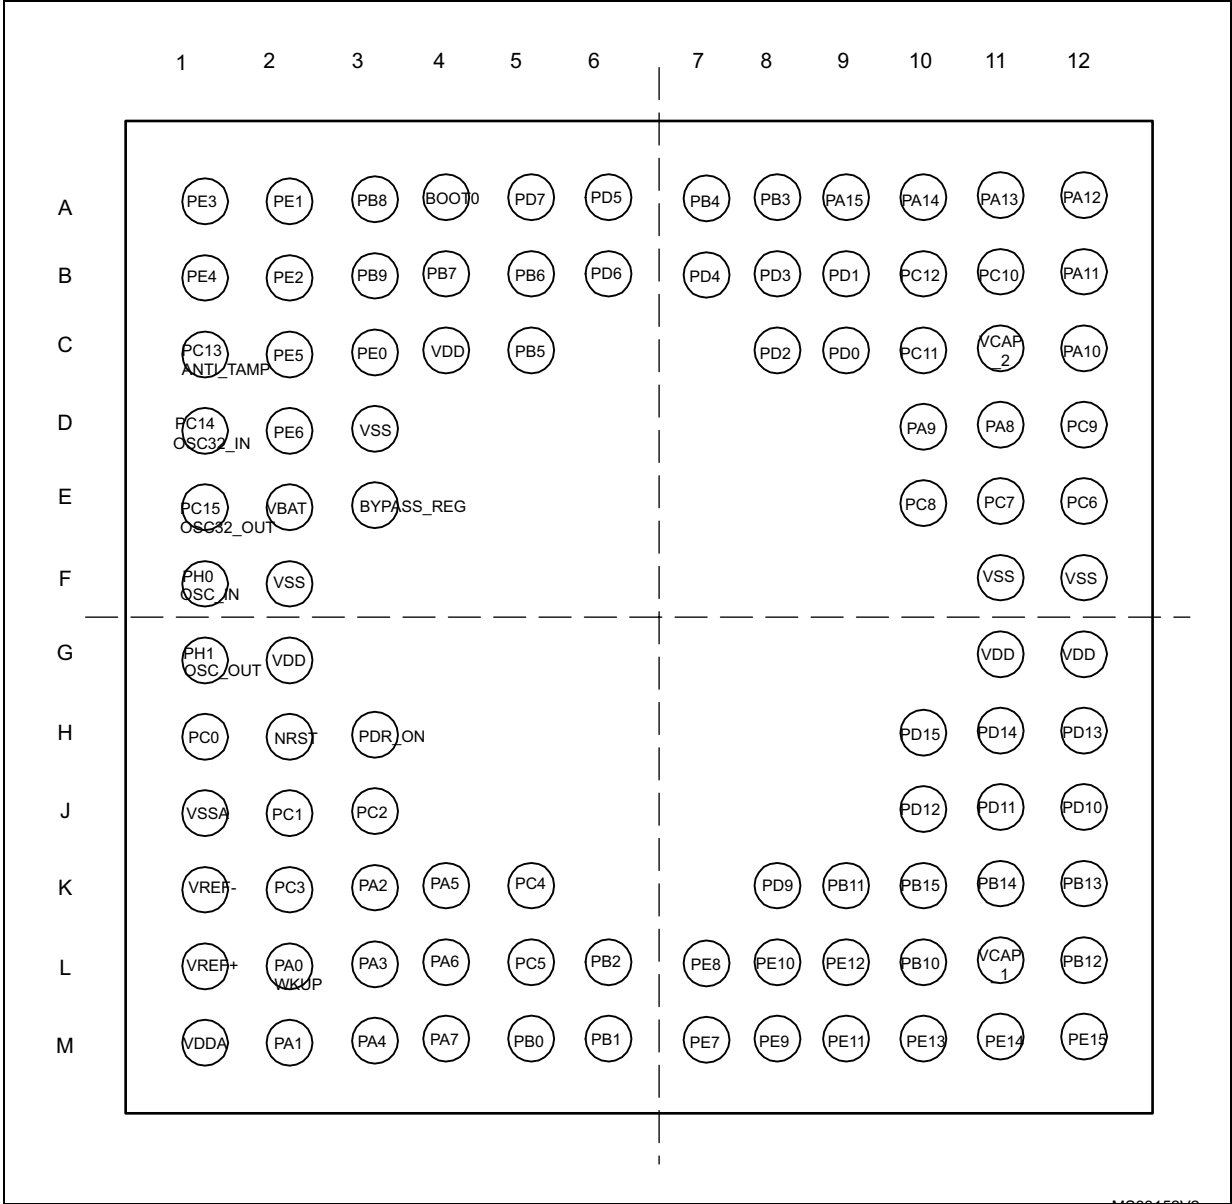 1 2 3 4 5 6 7 8 9 10 11 12
A PE3 PE1 PB8 BOOT0 PD7 PD5 PB4 PB3 PA15 PA14 PA13 PA12
B PE4 PE2 PB9 PB7 PB6 PD6 PD4 PD3 PD1 PC12 PC10 PA11
C PC13 PE5 PE0 VDD PB5 PD2 PD0 PC11 VCAP PA10
ANTI_TAMP _2
D PC14 PE6 VSS PA9 PA8 PC9
OSC32_IN
E PC15 VBAT BYPASS_REG PC8 PC7 PC6
OSC32_OUT
F PH0 VSS VSS VSS
OSC_IN
G PH1 VDD VDD VDD
OSC_OUT
H PC0 NRST PDR_ON PD15 PD14 PD13
J VSSA PC1 PC2 PD12 PD11 PD10
K VREF- PC3 PA2 PA5 PC4 PD9 PB11 PB15 PB14 PB13
L VREF+ PA0 PA3 PA6 PC5 PB2 PE8 PE10 PE12 PB10 VCAP PB12
WKUP _1
M VDDA PA1 PA4 PA7 PB0 PB1 PE7 PE9 PE11 PE13 PE14 PE15